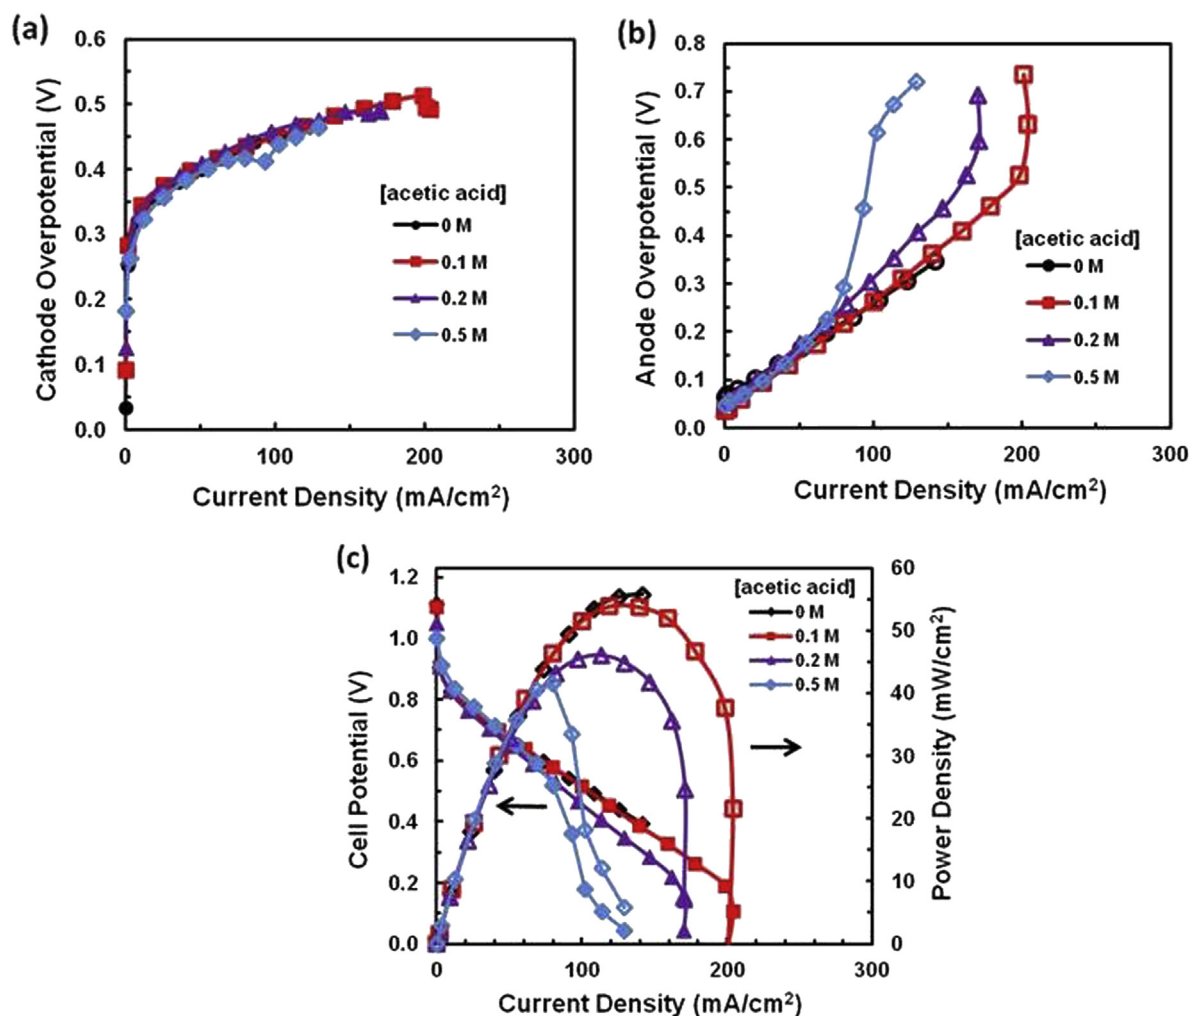 (a)
0.6
0.5
0.4
0.3
0.2
0.1
0.0
Cathode Overpotential (V)
[acetic acid]
0 M
0.1 M
0.2 M
0.5 M
0 100 200 300
Current Density (mA/cm²)
(b)
0.8
0.7
0.6
0.5
0.4
0.3
0.2
0.1
0.0
Anode Overpotential (V)
[acetic acid]
0 M
0.1 M
0.2 M
0.5 M
0 100 200 300
Current Density (mA/cm²)
(c)
1.2
1.0
0.8
0.6
0.4
0.2
0.0
Cell Potential (V)
[acetic acid]
0 M
0.1 M
0.2 M
0.5 M
60
50
40
30
20
10
0
Power Density (mW/cm²)
0 100 200 300
Current Density (mA/cm²)